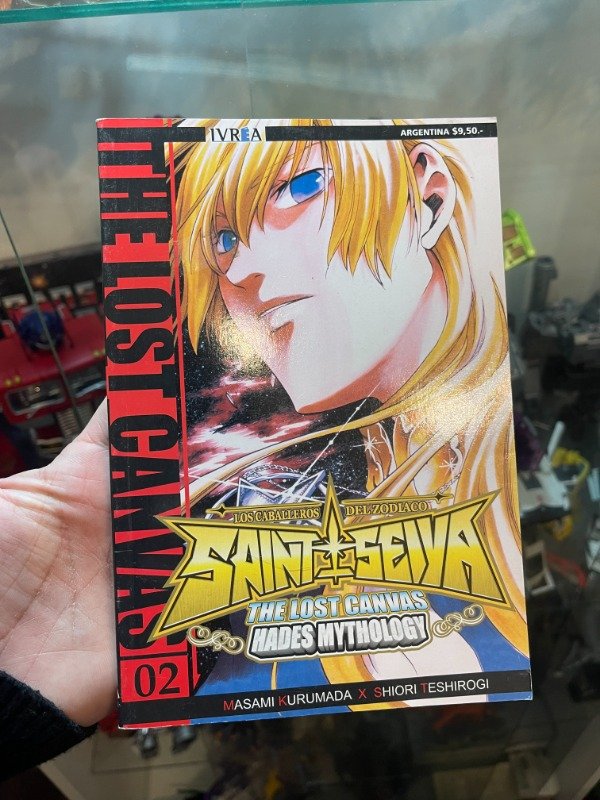 IVREA
ARGENTINA $9,50.-
THE LOST CANVAS
LOS CABALLEROS DEL ZODIACO
SAINT SEIYA
THE LOST CANVAS
HADES MYTHOLOGY
02
MASAMI KURUMADA X SHIORI TESHIROGI